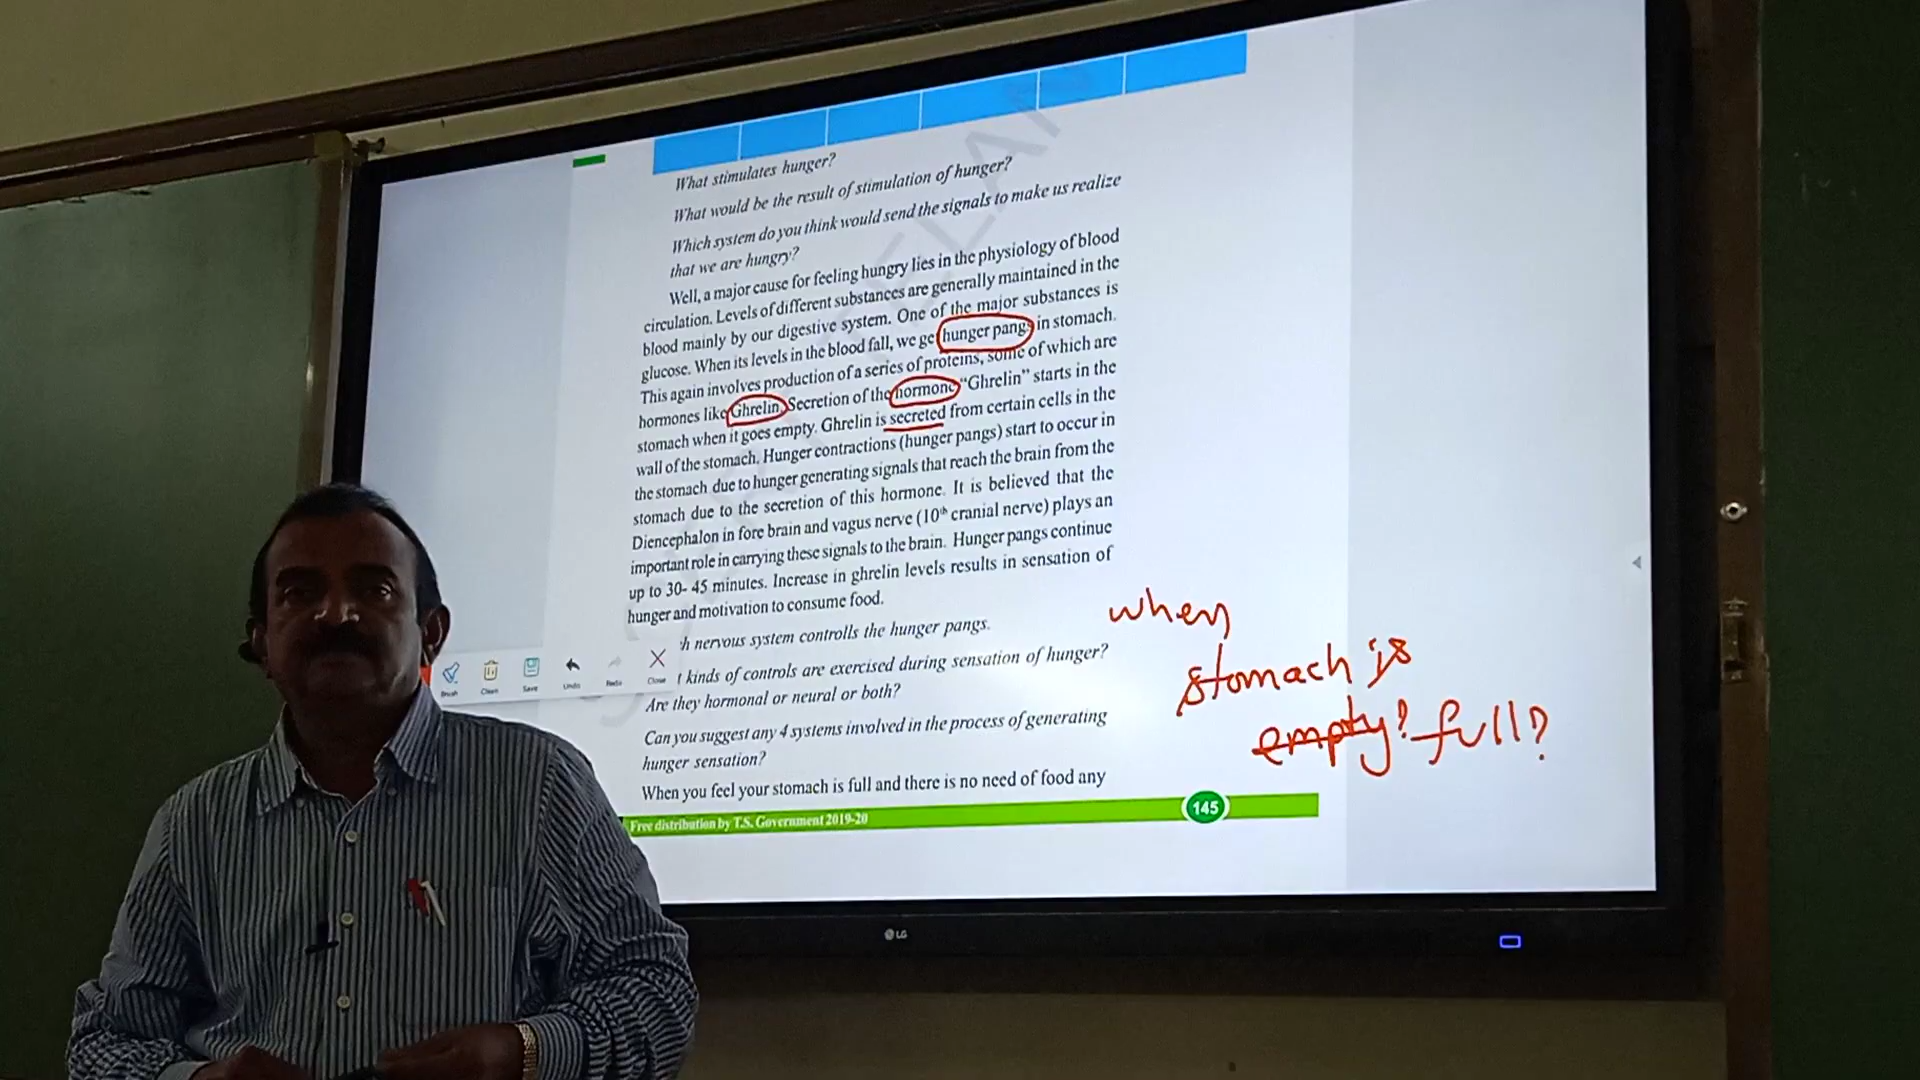 What stimulates hunger?
What would be the result of stimulation of hunger?
Which system do you think would send the signals to make us realize
that we are hungry?
Well, a major cause for feeling hungry lies in the physiology of blood
circulation. Levels of different substances are generally maintained in the
blood mainly by our digestive system. One of the major substances is
glucose. When its levels in the blood fall, we ge hunger pangs in stomach.
This again involves production of a series of proteins, some of which are
hormones like Ghrelin. Secretion of the hormone "Ghrelin" starts in the
stomach when it goes empty. Ghrelin is secreted from certain cells in the
wall of the stomach. Hunger contractions (hunger pangs) start to occur in
the stomach due to hunger generating signals that reach the brain from the
stomach due to the secretion of this hormone. It is believed that the
Diencephalon in fore brain and vagus nerve (10th cranial nerve) plays an
important role in carrying these signals to the brain. Hunger pangs continue
up to 30- 45 minutes. Increase in ghrelin levels results in sensation of
hunger and motivation to consume food.
h nervous system controlls the hunger pangs.
t kinds of controls are exercised during sensation of hunger?
Are they hormonal or neural or both?
Can you suggest any 4 systems involved in the process of generating
hunger sensation?
When you feel your stomach is full and there is no need of food any
Free distribution by T.S. Government 2019-20
145
when
stomach is
empty? full?
Brush Clean Save Undo Redo Close
LG